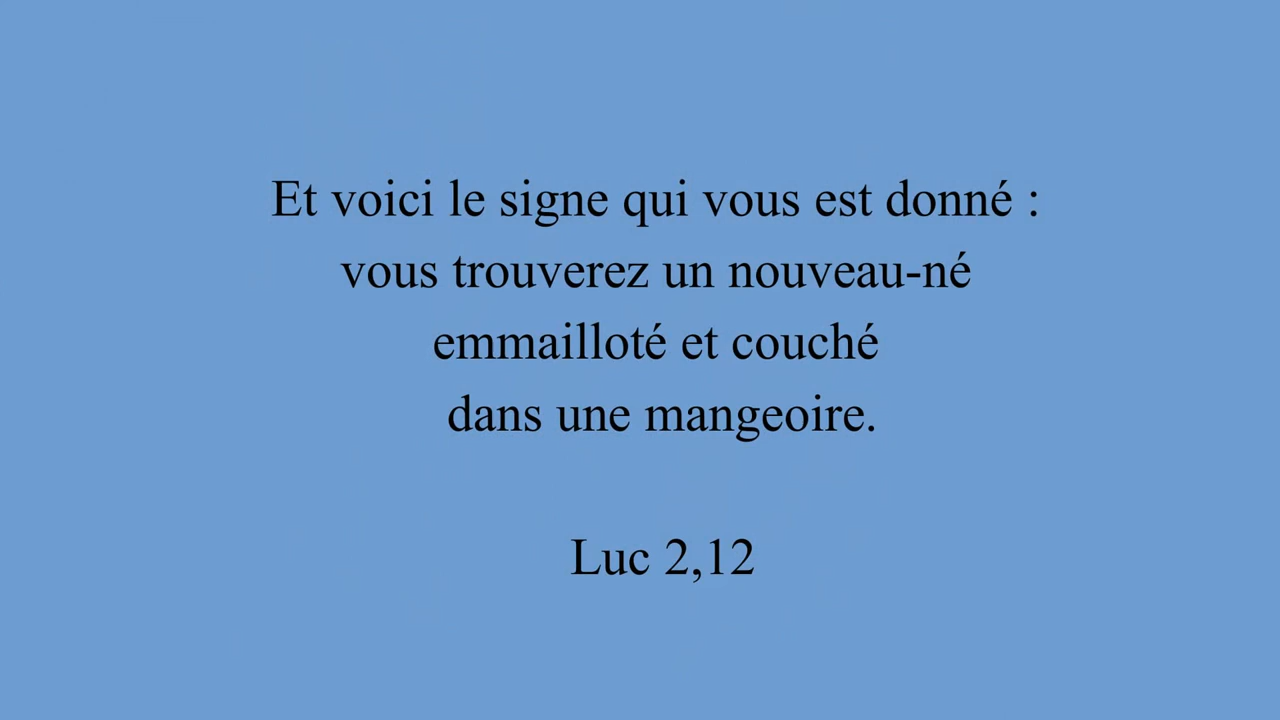 Et voici le signe qui vous est donné :
vous trouverez un nouveau-né
emmailloté et couché
dans une mangeoire.
Luc 2,12